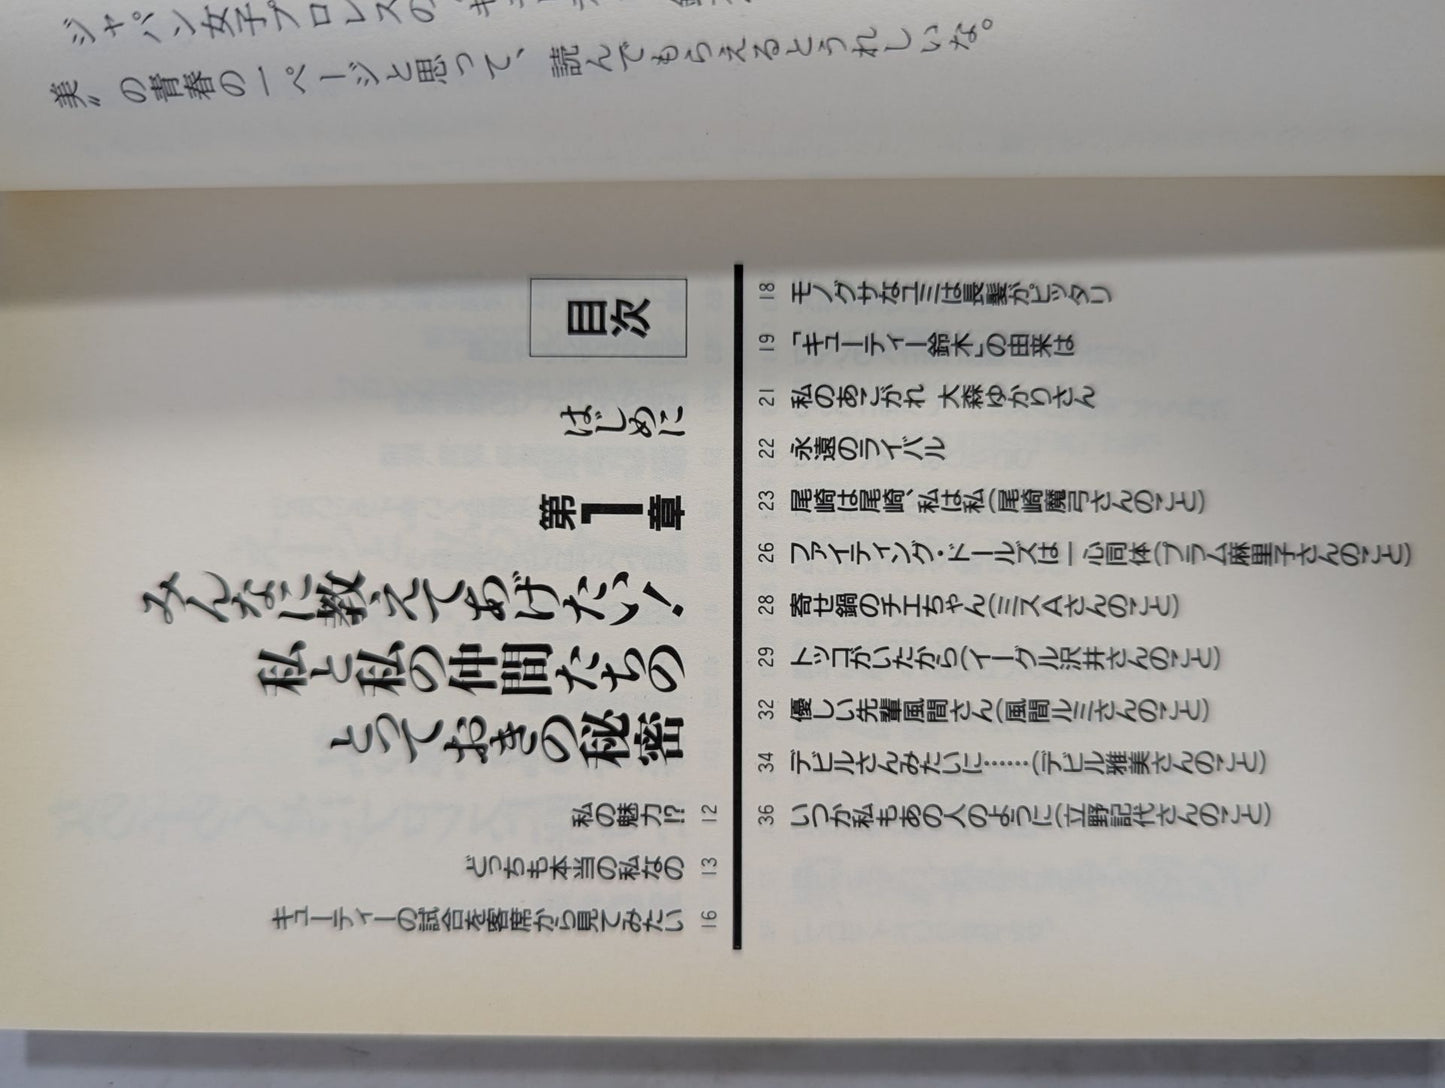 ジャパン女子プロレスの
美〟の青春の一ページと思って、読んでもらえるとうれしいな。
目次
はじめに
第1章
みんなに教えてあげたい！
私と私の仲間たちの
とっておきの秘密
私の魅力!? 12
どっちも本当の私なの 13
キューティーの試合を客席から見てみたい 16
18 モノグサなユミは長髪がピッタリ
19 「キューティー鈴木」の由来は
21 私のあこがれ 大森ゆかりさん
22 永遠のライバル
23 尾崎は尾崎、私は私(尾崎魔弓さんのこと)
26 ファイティング・ドールズは一心同体(プラム麻里子さんのこと)
28 寄せ鍋のチエちゃん(ミスAさんのこと)
29 トッコがいたから(イーグル沢井さんのこと)
32 優しい先輩風間さん(風間ルミさんのこと)
34 デビルさんみたいに……(デビル雅美さんのこと)
36 いつか私もあの人のように(立野記代さんのこと)